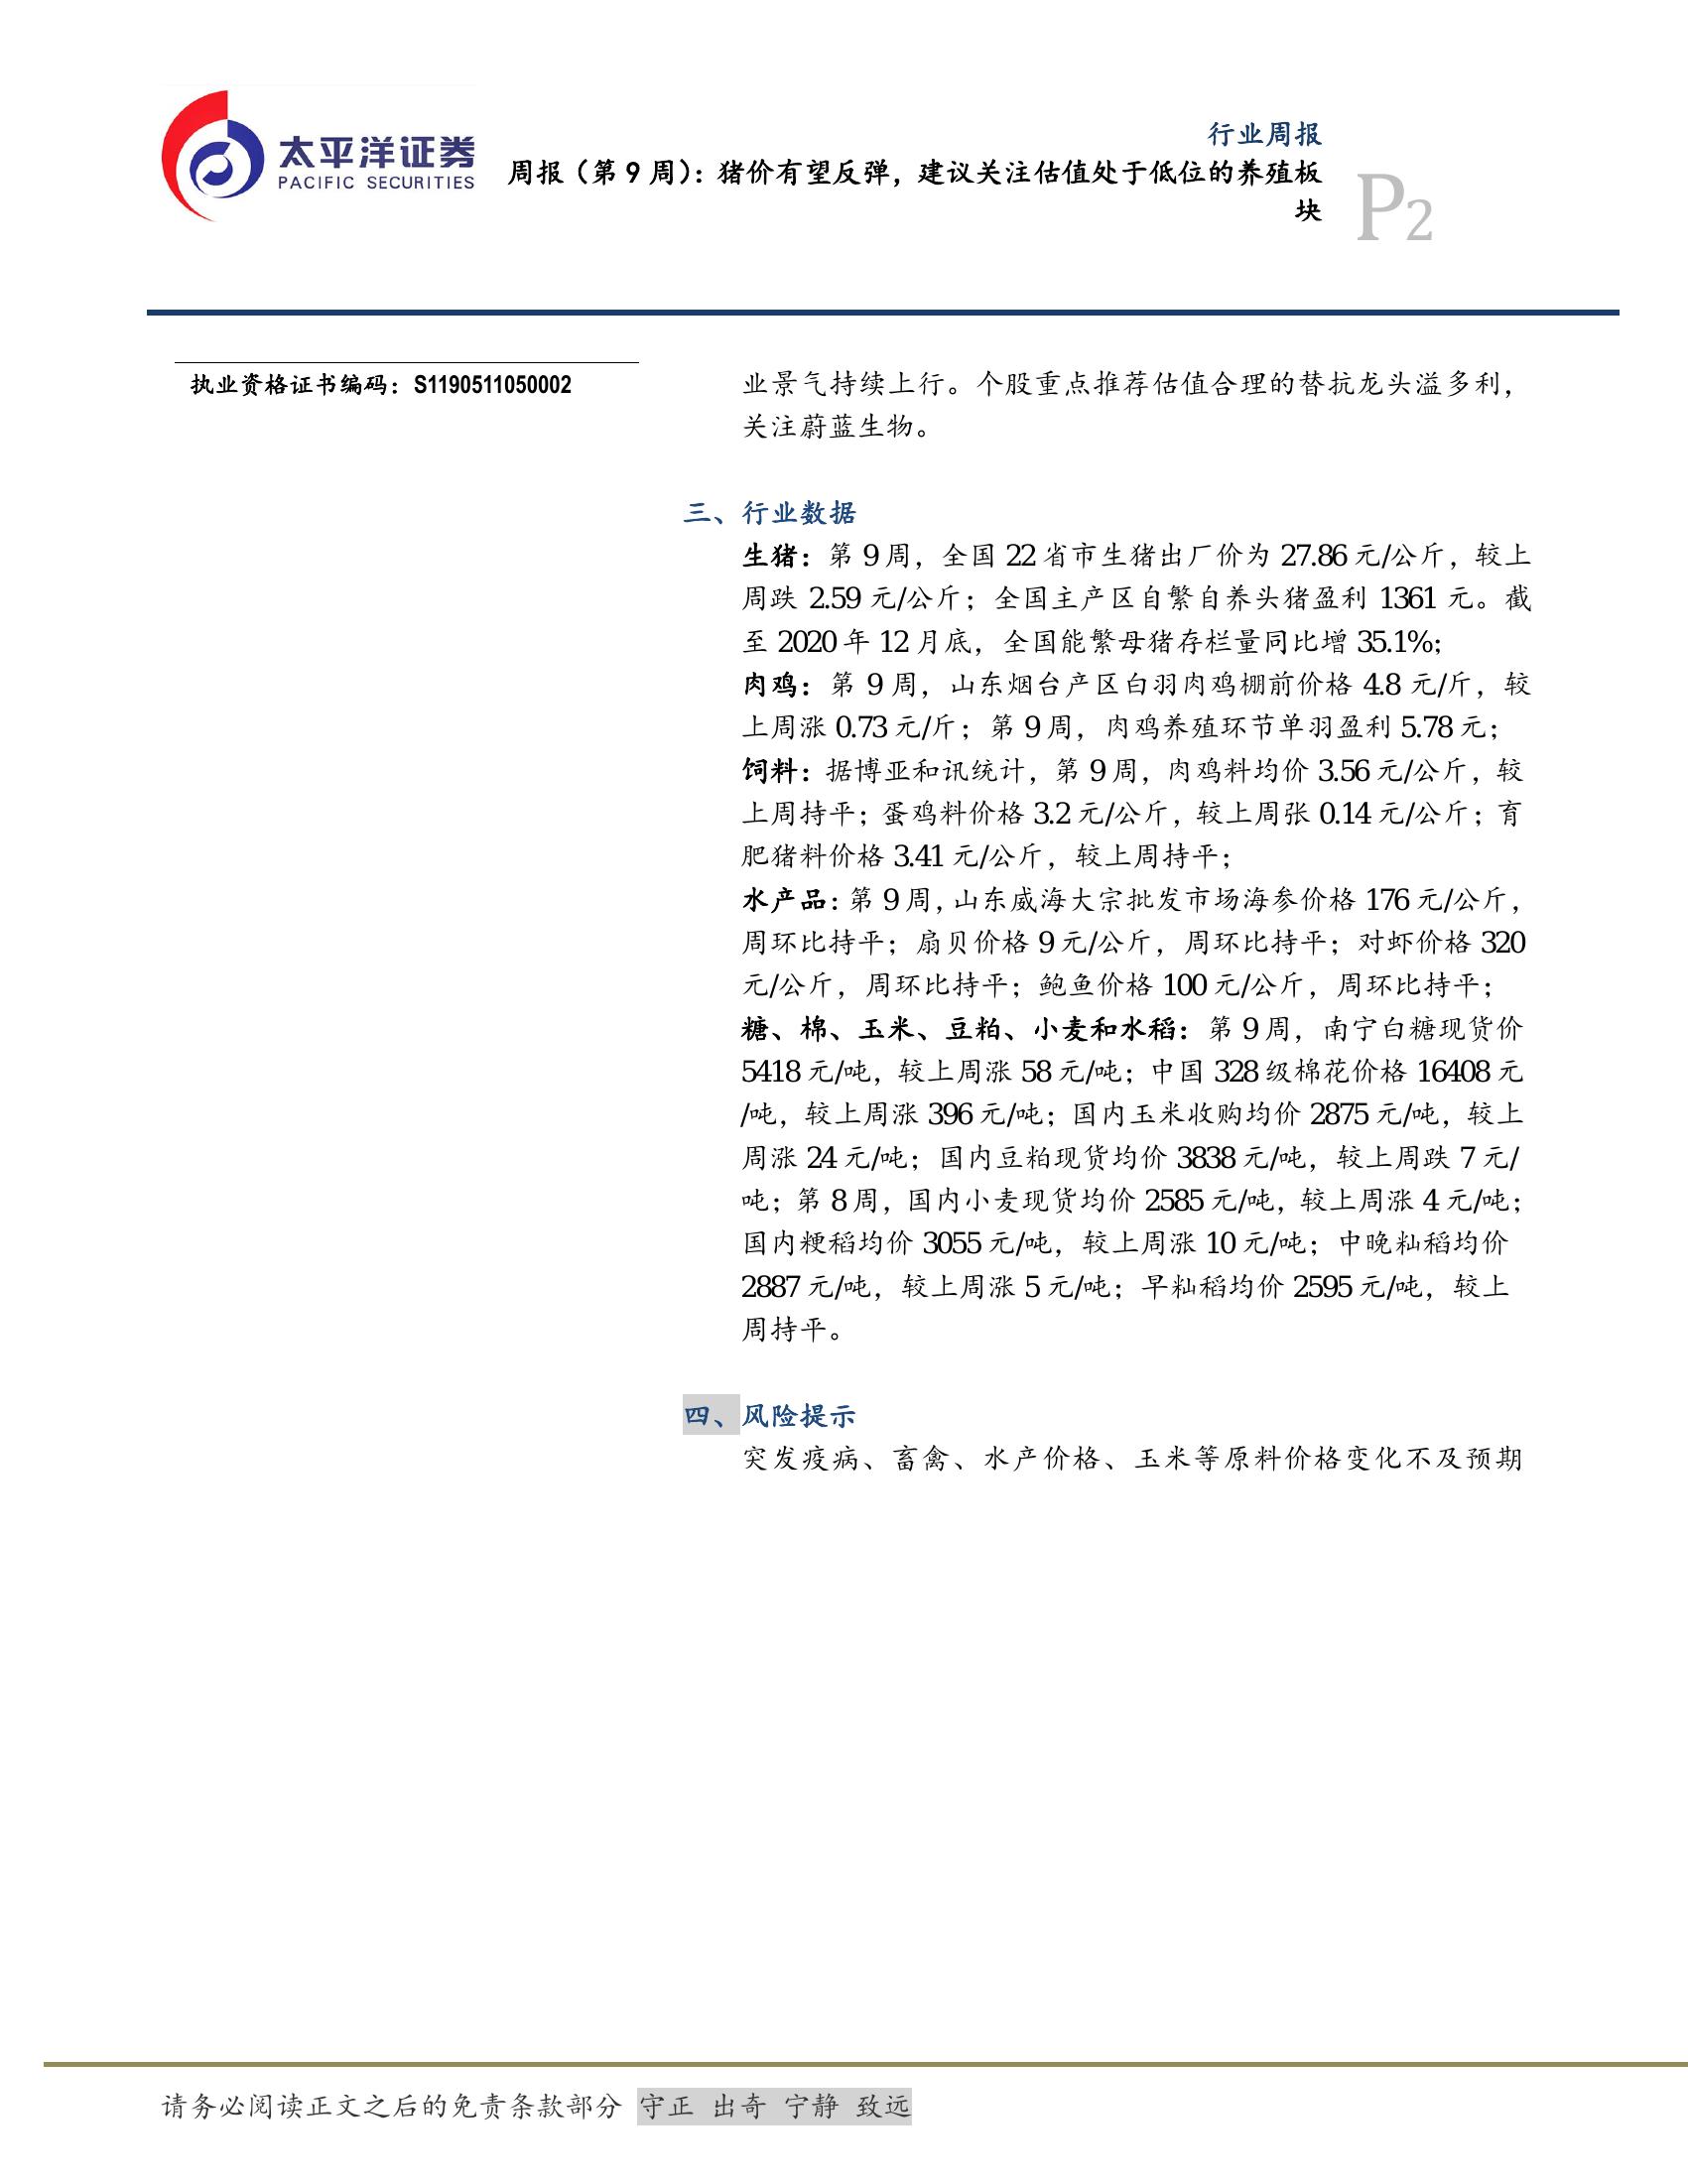 太平洋证券
PACIFIC SECURITIES
行业周报
周报（第 9 周）：猪价有望反弹，建议关注估值处于低位的养殖板
块
P2
执业资格证书编码：S1190511050002
业景气持续上行。个股重点推荐估值合理的替抗龙头溢多利，
关注蔚蓝生物。
三、行业数据
生猪：第 9 周，全国 22 省市生猪出厂价为 27.86 元/公斤，较上
周跌 2.59 元/公斤；全国主产区自繁自养头猪盈利 1361 元。截
至 2020 年 12 月底，全国能繁母猪存栏量同比增 35.1%；
肉鸡：第 9 周，山东烟台产区白羽肉鸡棚前价格 4.8 元/斤，较
上周涨 0.73 元/斤；第 9 周，肉鸡养殖环节单羽盈利 5.78 元；
饲料：据博亚和讯统计，第 9 周，肉鸡料均价 3.56 元/公斤，较
上周持平；蛋鸡料价格 3.2 元/公斤，较上周张 0.14 元/公斤；育
肥猪料价格 3.41 元/公斤，较上周持平；
水产品：第 9 周，山东威海大宗批发市场海参价格 176 元/公斤，
周环比持平；扇贝价格 9 元/公斤，周环比持平；对虾价格 320
元/公斤，周环比持平；鲍鱼价格 100 元/公斤，周环比持平；
糖、棉、玉米、豆粕、小麦和水稻：第 9 周，南宁白糖现货价
5418 元/吨，较上周涨 58 元/吨；中国 328 级棉花价格 16408 元
/吨，较上周涨 396 元/吨；国内玉米收购均价 2875 元/吨，较上
周涨 24 元/吨；国内豆粕现货均价 3838 元/吨，较上周跌 7 元/
吨；第 8 周，国内小麦现货均价 2585 元/吨，较上周涨 4 元/吨；
国内粳稻均价 3055 元/吨，较上周涨 10 元/吨；中晚籼稻均价
2887 元/吨，较上周涨 5 元/吨；早籼稻均价 2595 元/吨，较上
周持平。
四、风险提示
突发疫病、畜禽、水产价格、玉米等原料价格变化不及预期
请务必阅读正文之后的免责条款部分 守正 出奇 宁静 致远